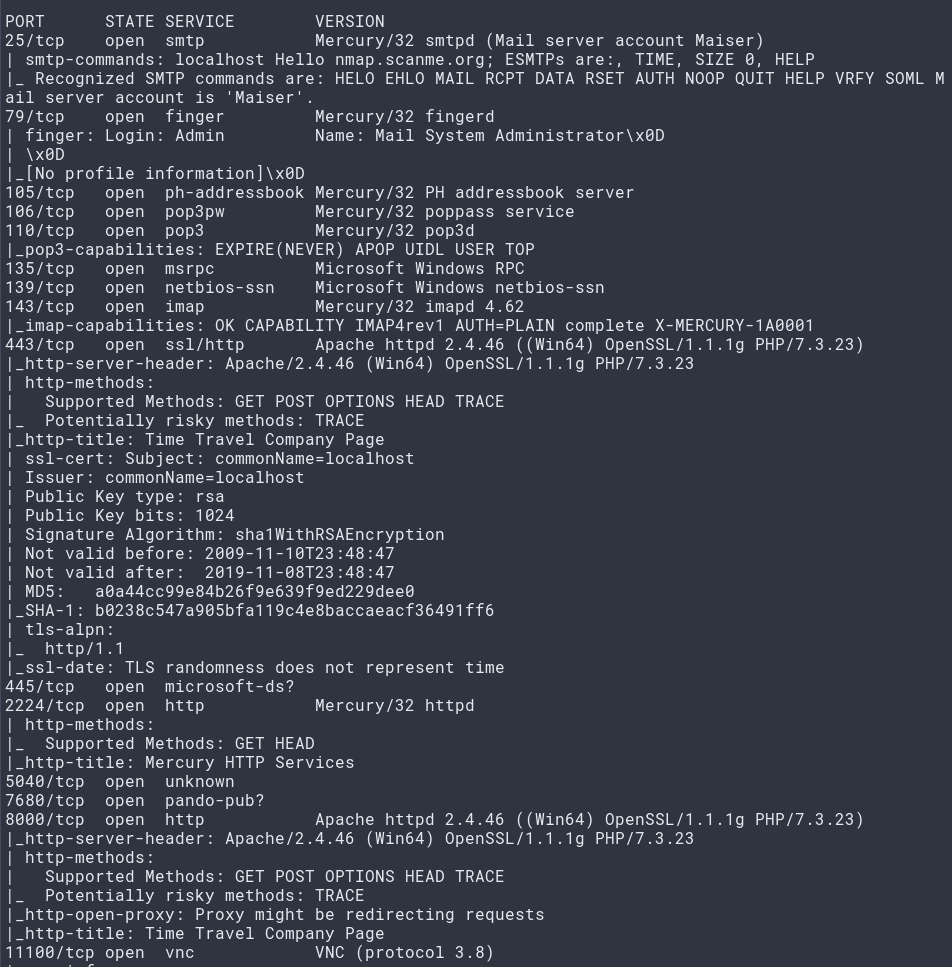 PORT      STATE SERVICE        VERSION
25/tcp    open  smtp           Mercury/32 smtpd (Mail server account Maiser)
| smtp-commands: localhost Hello nmap.scanme.org; ESMTPs are:, TIME, SIZE 0, HELP
|_ Recognized SMTP commands are: HELO EHLO MAIL RCPT DATA RSET AUTH NOOP QUIT HELP VRFY SOML M
ail server account is 'Maiser'.
79/tcp    open  finger         Mercury/32 fingerd
| finger: Login: Admin         Name: Mail System Administrator\x0D
| \x0D
|_[No profile information]\x0D
105/tcp   open  ph-addressbook Mercury/32 PH addressbook server
106/tcp   open  pop3pw         Mercury/32 poppass service
110/tcp   open  pop3           Mercury/32 pop3d
|_pop3-capabilities: EXPIRE(NEVER) APOP UIDL USER TOP
135/tcp   open  msrpc          Microsoft Windows RPC
139/tcp   open  netbios-ssn    Microsoft Windows netbios-ssn
143/tcp   open  imap           Mercury/32 imapd 4.62
|_imap-capabilities: OK CAPABILITY IMAP4rev1 AUTH=PLAIN complete X-MERCURY-1A0001
443/tcp   open  ssl/http       Apache httpd 2.4.46 ((Win64) OpenSSL/1.1.1g PHP/7.3.23)
|_http-server-header: Apache/2.4.46 (Win64) OpenSSL/1.1.1g PHP/7.3.23
| http-methods:
|   Supported Methods: GET POST OPTIONS HEAD TRACE
|_  Potentially risky methods: TRACE
|_http-title: Time Travel Company Page
| ssl-cert: Subject: commonName=localhost
| Issuer: commonName=localhost
| Public Key type: rsa
| Public Key bits: 1024
| Signature Algorithm: sha1WithRSAEncryption
| Not valid before: 2009-11-10T23:48:47
| Not valid after:  2019-11-08T23:48:47
| MD5:   a0a44cc99e84b26f9e639f9ed229dee0
|_SHA-1: b0238c547a905bfa119c4e8baccaeacf36491ff6
| tls-alpn:
|_  http/1.1
|_ssl-date: TLS randomness does not represent time
445/tcp   open  microsoft-ds?
2224/tcp  open  http           Mercury/32 httpd
| http-methods:
|_  Supported Methods: GET HEAD
|_http-title: Mercury HTTP Services
5040/tcp  open  unknown
7680/tcp  open  pando-pub?
8000/tcp  open  http           Apache httpd 2.4.46 ((Win64) OpenSSL/1.1.1g PHP/7.3.23)
|_http-server-header: Apache/2.4.46 (Win64) OpenSSL/1.1.1g PHP/7.3.23
| http-methods:
|   Supported Methods: GET POST OPTIONS HEAD TRACE
|_  Potentially risky methods: TRACE
|_http-open-proxy: Proxy might be redirecting requests
|_http-title: Time Travel Company Page
11100/tcp open  vnc            VNC (protocol 3.8)